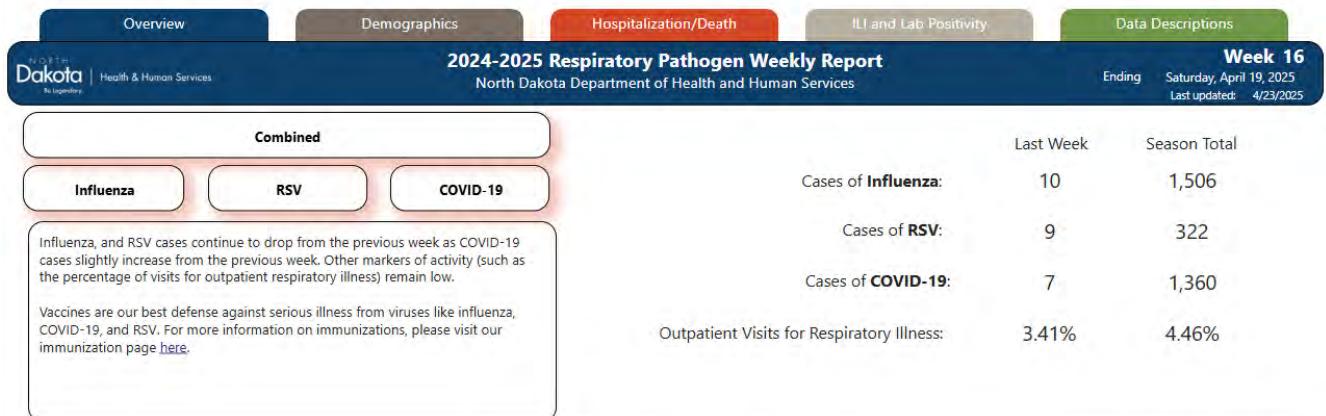 Overview
Demographics
Hospitalization/Death
ILI and Lab Positivity
Data Descriptions
NORTH
Dakota | Health & Human Services
Be Legendary.
2024-2025 Respiratory Pathogen Weekly Report
North Dakota Department of Health and Human Services
Week 16
Ending Saturday, April 19, 2025
Last updated: 4/23/2025
Combined
Influenza
RSV
COVID-19
Influenza, and RSV cases continue to drop from the previous week as COVID-19
cases slightly increase from the previous week. Other markers of activity (such as
the percentage of visits for outpatient respiratory illness) remain low.
Vaccines are our best defense against serious illness from viruses like influenza,
COVID-19, and RSV. For more information on immunizations, please visit our
immunization page here.
Last Week Season Total
Cases of Influenza: 10 1,506
Cases of RSV: 9 322
Cases of COVID-19: 7 1,360
Outpatient Visits for Respiratory Illness: 3.41% 4.46%